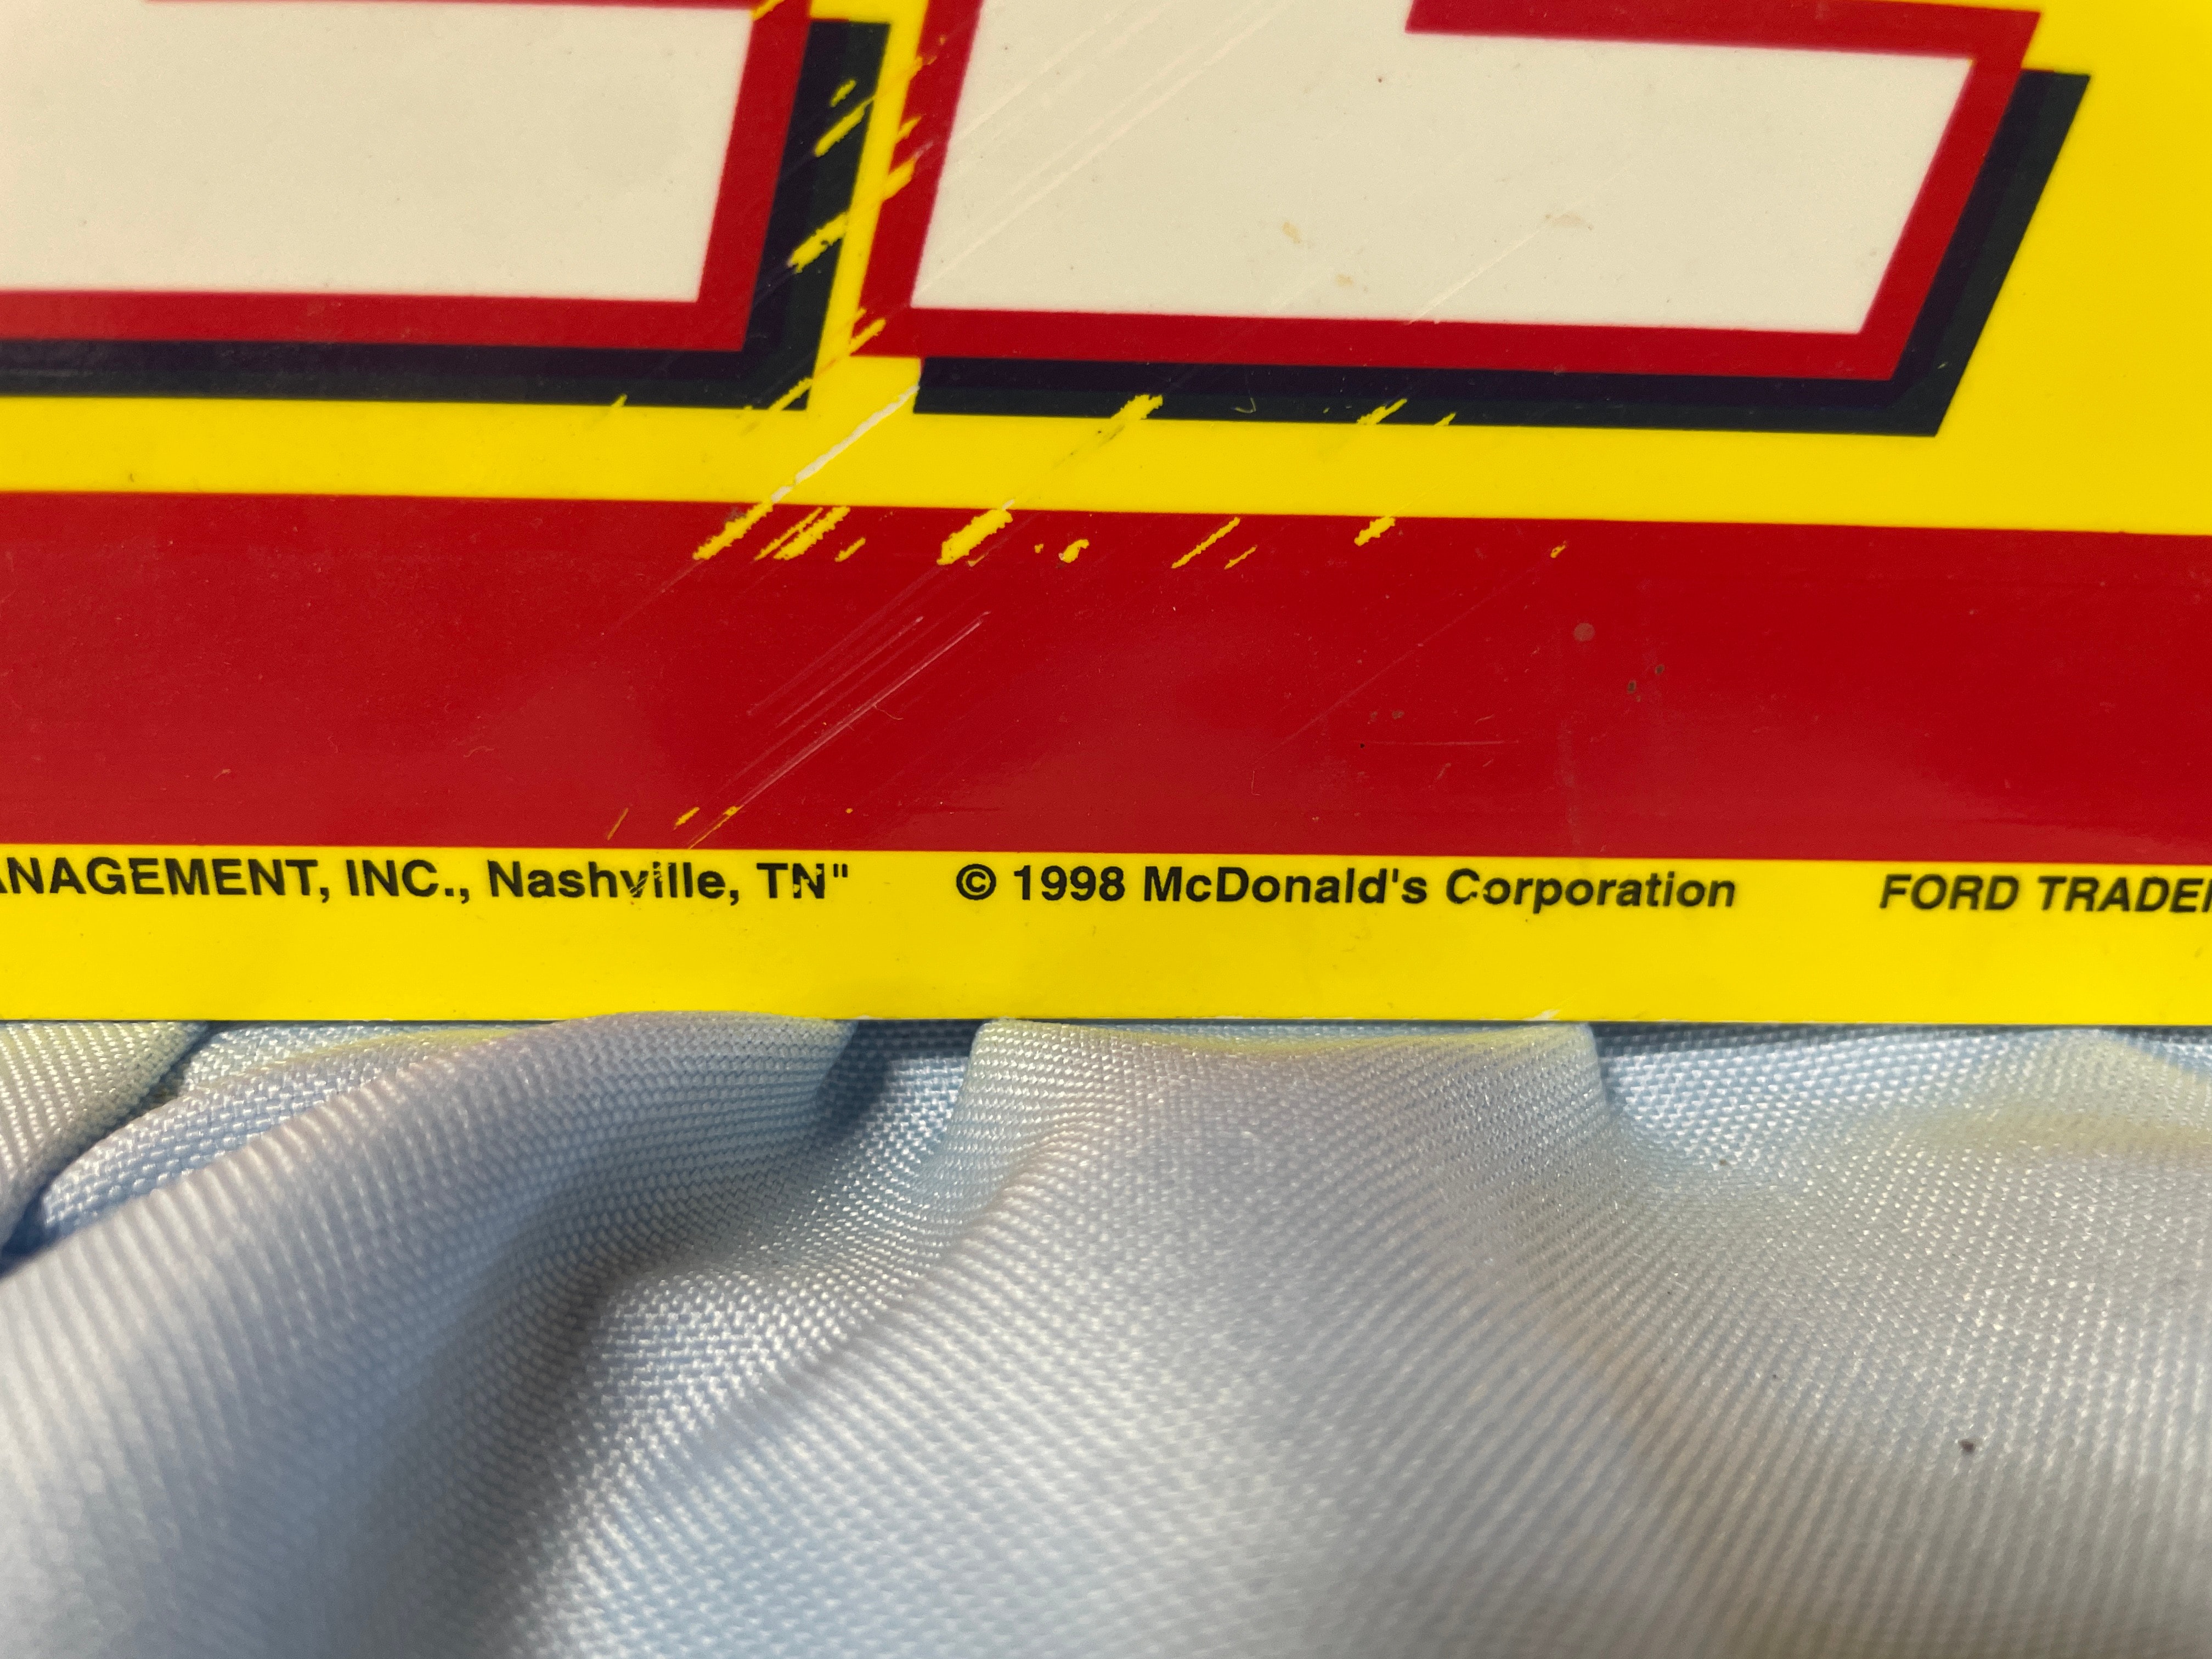 ANAGEMENT, INC., Nashville, TN" © 1998 McDonald's Corporation FORD TRADE